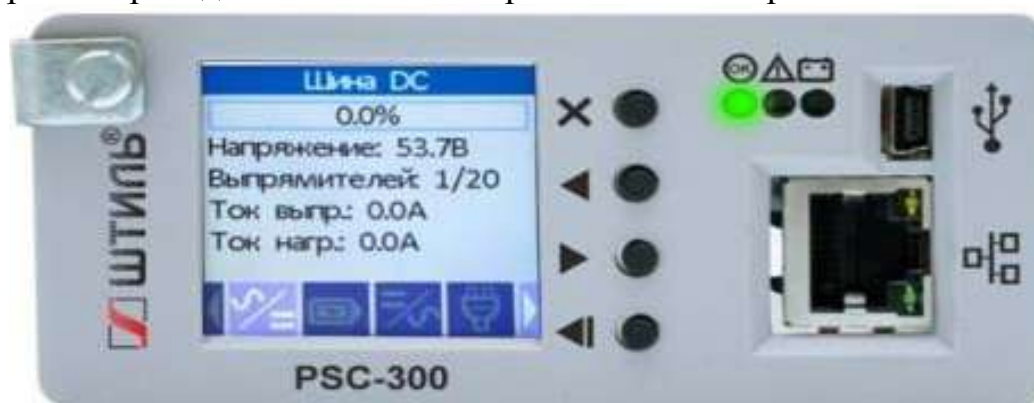 ШТИЛЬ®
Шина DC
0.0%
Напряжение: 53.7В
Выпрямителей: 1/20
Ток выпр.: 0.0А
Ток нагр.: 0.0А
OK
PSC-300